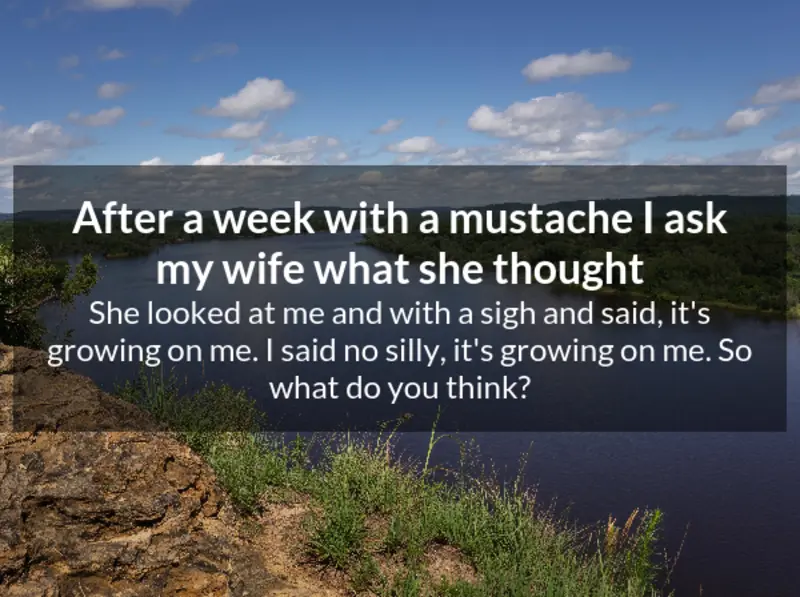 After a week with a mustache I ask
my wife what she thought
She looked at me and with a sigh and said, it's
growing on me. I said no silly, it's growing on me. So
what do you think?